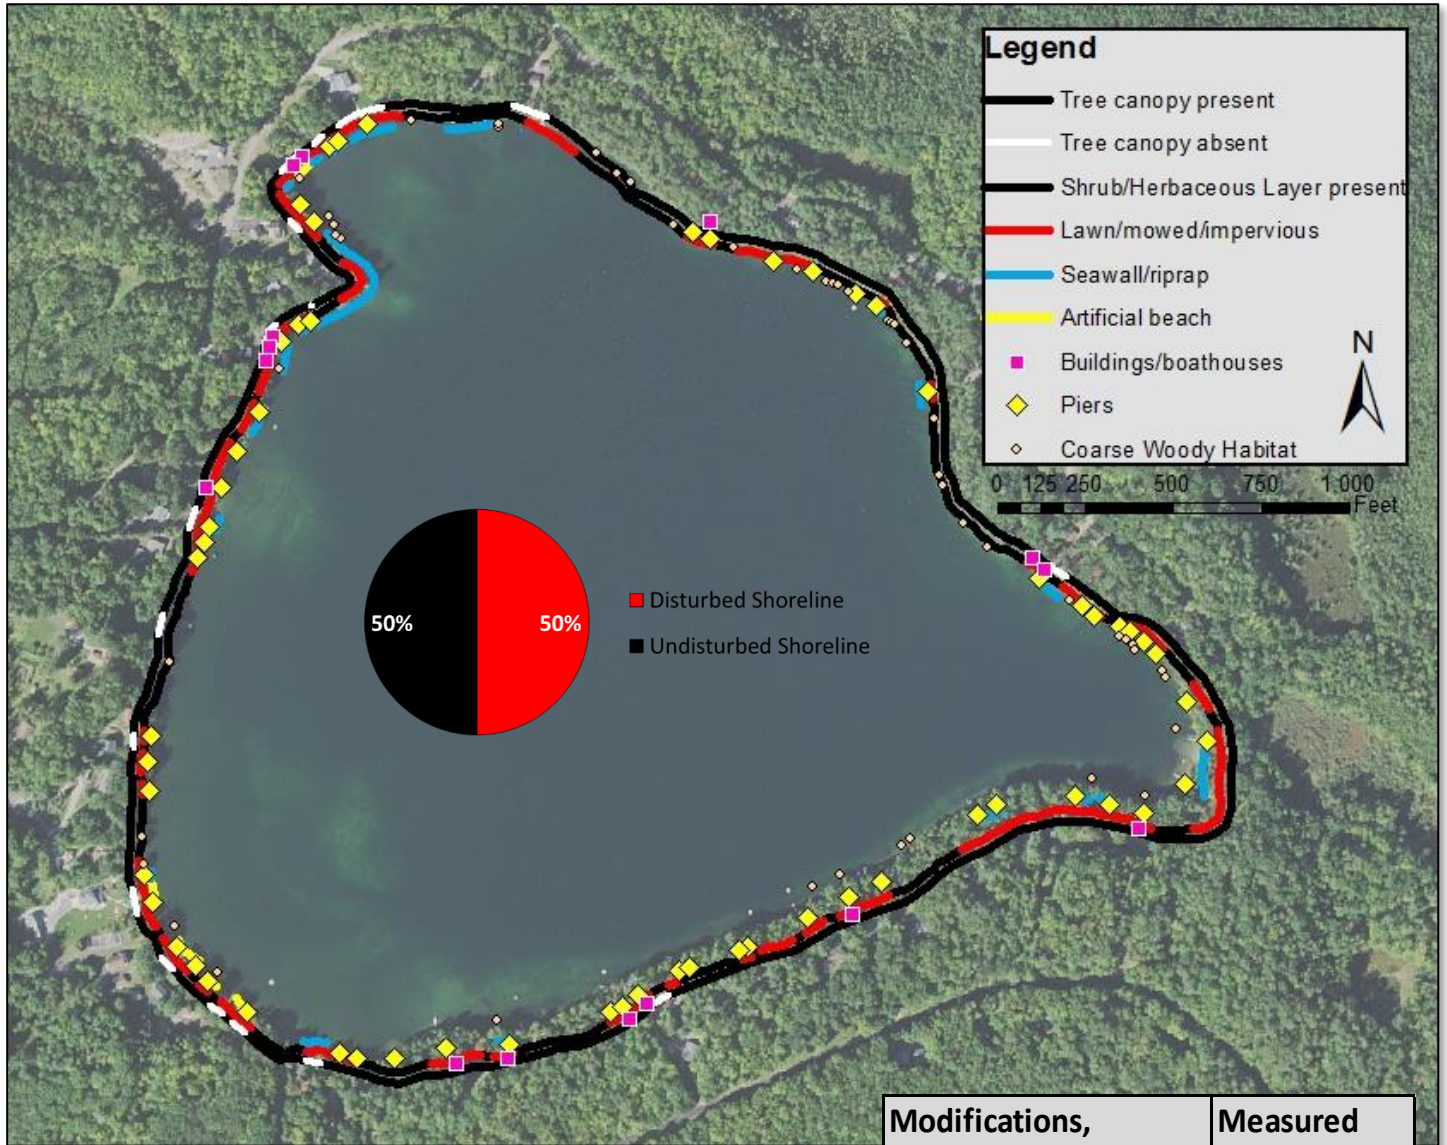 Legend
Tree canopy present
Tree canopy absent
Shrub/Herbaceous Layer present
Lawn/mowed/impervious
Seawall/riprap
Artificial beach
N
Buildings/boathouses
Piers
Coarse Woody Habitat
0 125 250 500 750 1 000
Feet
50% 50%
Disturbed Shoreline
Undisturbed Shoreline
Modifications, Measured